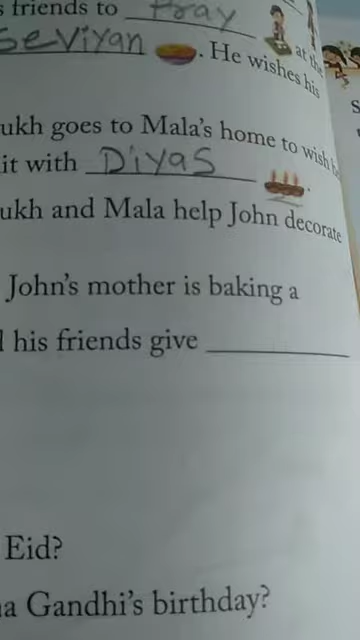 s friends to pray
Seviyan . He wishes his
at the
ukh goes to Mala's home to wish h
it with Diyas .
ukh and Mala help John decorate
John's mother is baking a
l his friends give
Eid?
na Gandhi's birthday?